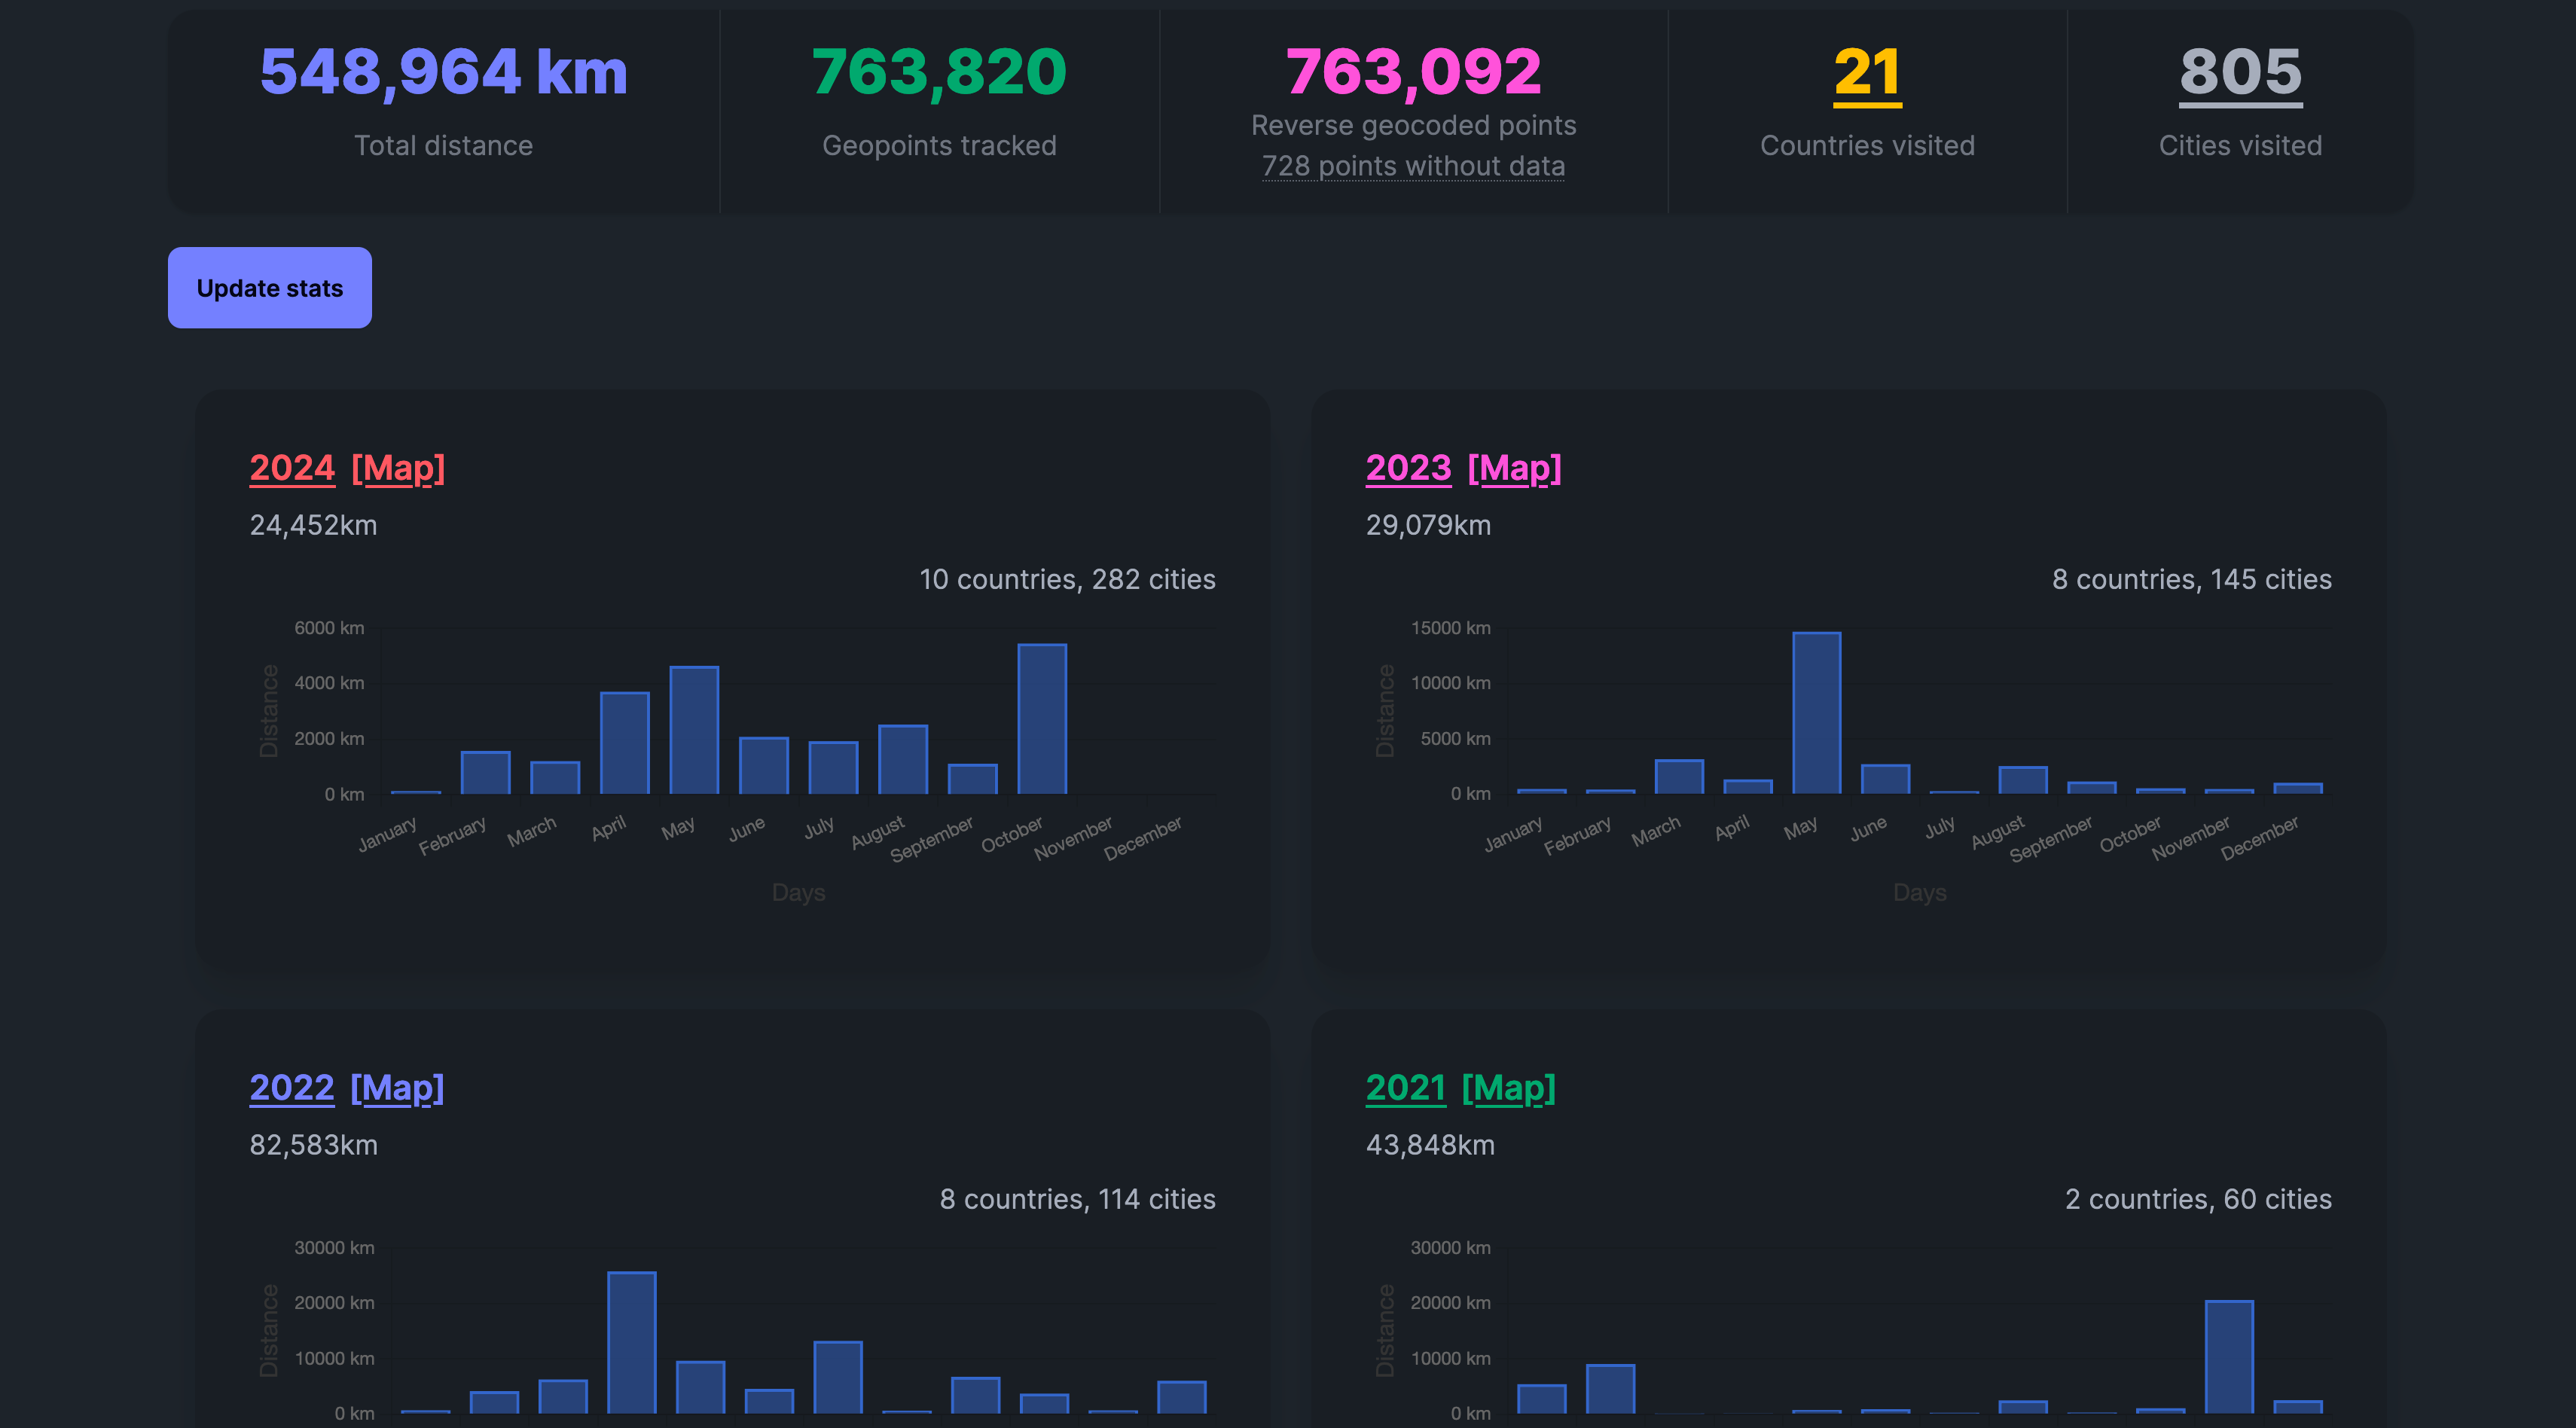 548,964 km
Total distance
763,820
Geopoints tracked
763,092
Reverse geocoded points
728 points without data
21
Countries visited
805
Cities visited
Update stats
2024 [Map]
24,452km
10 countries, 282 cities
Distance
6000 km
4000 km
2000 km
0 km
January February March April May June July August September October November December
Days
2023 [Map]
29,079km
8 countries, 145 cities
Distance
15000 km
10000 km
5000 km
0 km
January February March April May June July August September October November December
Days
2022 [Map]
82,583km
8 countries, 114 cities
Distance
30000 km
20000 km
10000 km
0 km
2021 [Map]
43,848km
2 countries, 60 cities
Distance
30000 km
20000 km
10000 km
0 km